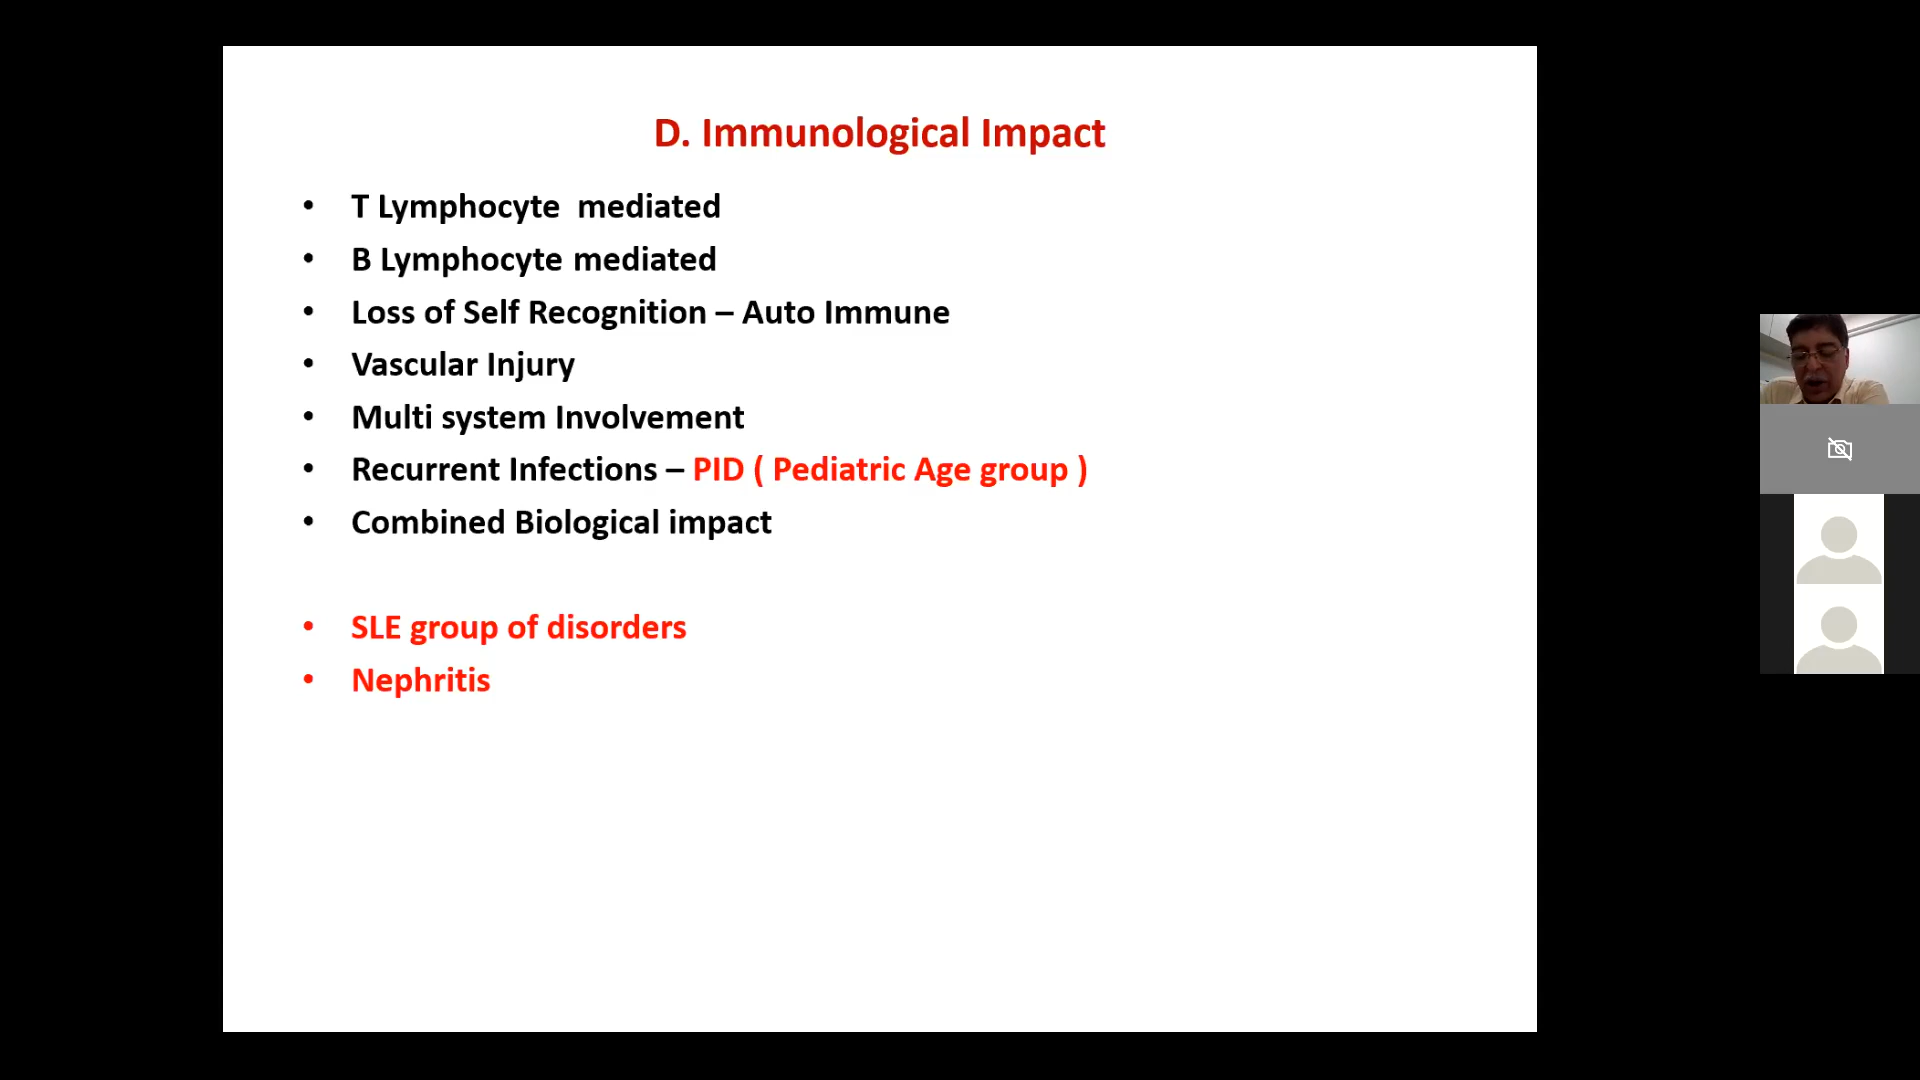 D. Immunological Impact
• T Lymphocyte  mediated
• B Lymphocyte mediated
• Loss of Self Recognition – Auto Immune
• Vascular Injury
• Multi system Involvement
• Recurrent Infections – PID ( Pediatric Age group )
• Combined Biological impact
• SLE group of disorders
• Nephritis